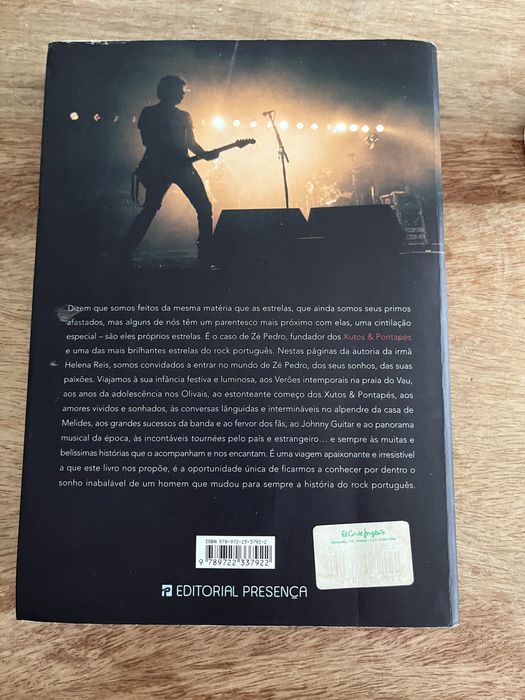 Dizem que somos feitos da mesma matéria que as estrelas, que ainda somos seus primos
afastados, mas alguns de nós têm um parentesco mais próximo com elas, uma cintilação
especial – são eles próprios estrelas. É o caso de Zé Pedro, fundador dos Xutos & Pontapés
e uma das mais brilhantes estrelas do rock português. Nestas páginas da autoria da irmã
Helena Reis, somos convidados a entrar no mundo de Zé Pedro, dos seus sonhos, das suas
paixões. Viajamos à sua infância festiva e luminosa, aos Verões intemporais na praia do Vau,
aos anos da adolescência nos Olivais, ao estonteante começo dos Xutos & Pontapés, aos
amores vividos e sonhados, às conversas lânguidas e intermináveis no alpendre da casa de
Melides, aos grandes sucessos da banda e ao fervor dos fãs, ao Johnny Guitar e ao panorama
musical da época, às incontáveis tournées pelo país e estrangeiro... e sempre às muitas e
belíssimas histórias que o acompanham e nos encantam. É uma viagem apaixonante e irresistível
a que este livro nos propõe, é a oportunidade única de ficarmos a conhecer por dentro o
sonho inabalável de um homem que mudou para sempre a história do rock português.
ISBN 978-972-23-3792-2
9 789722 337922
El Corte Inglés
EDITORIAL PRESENÇA